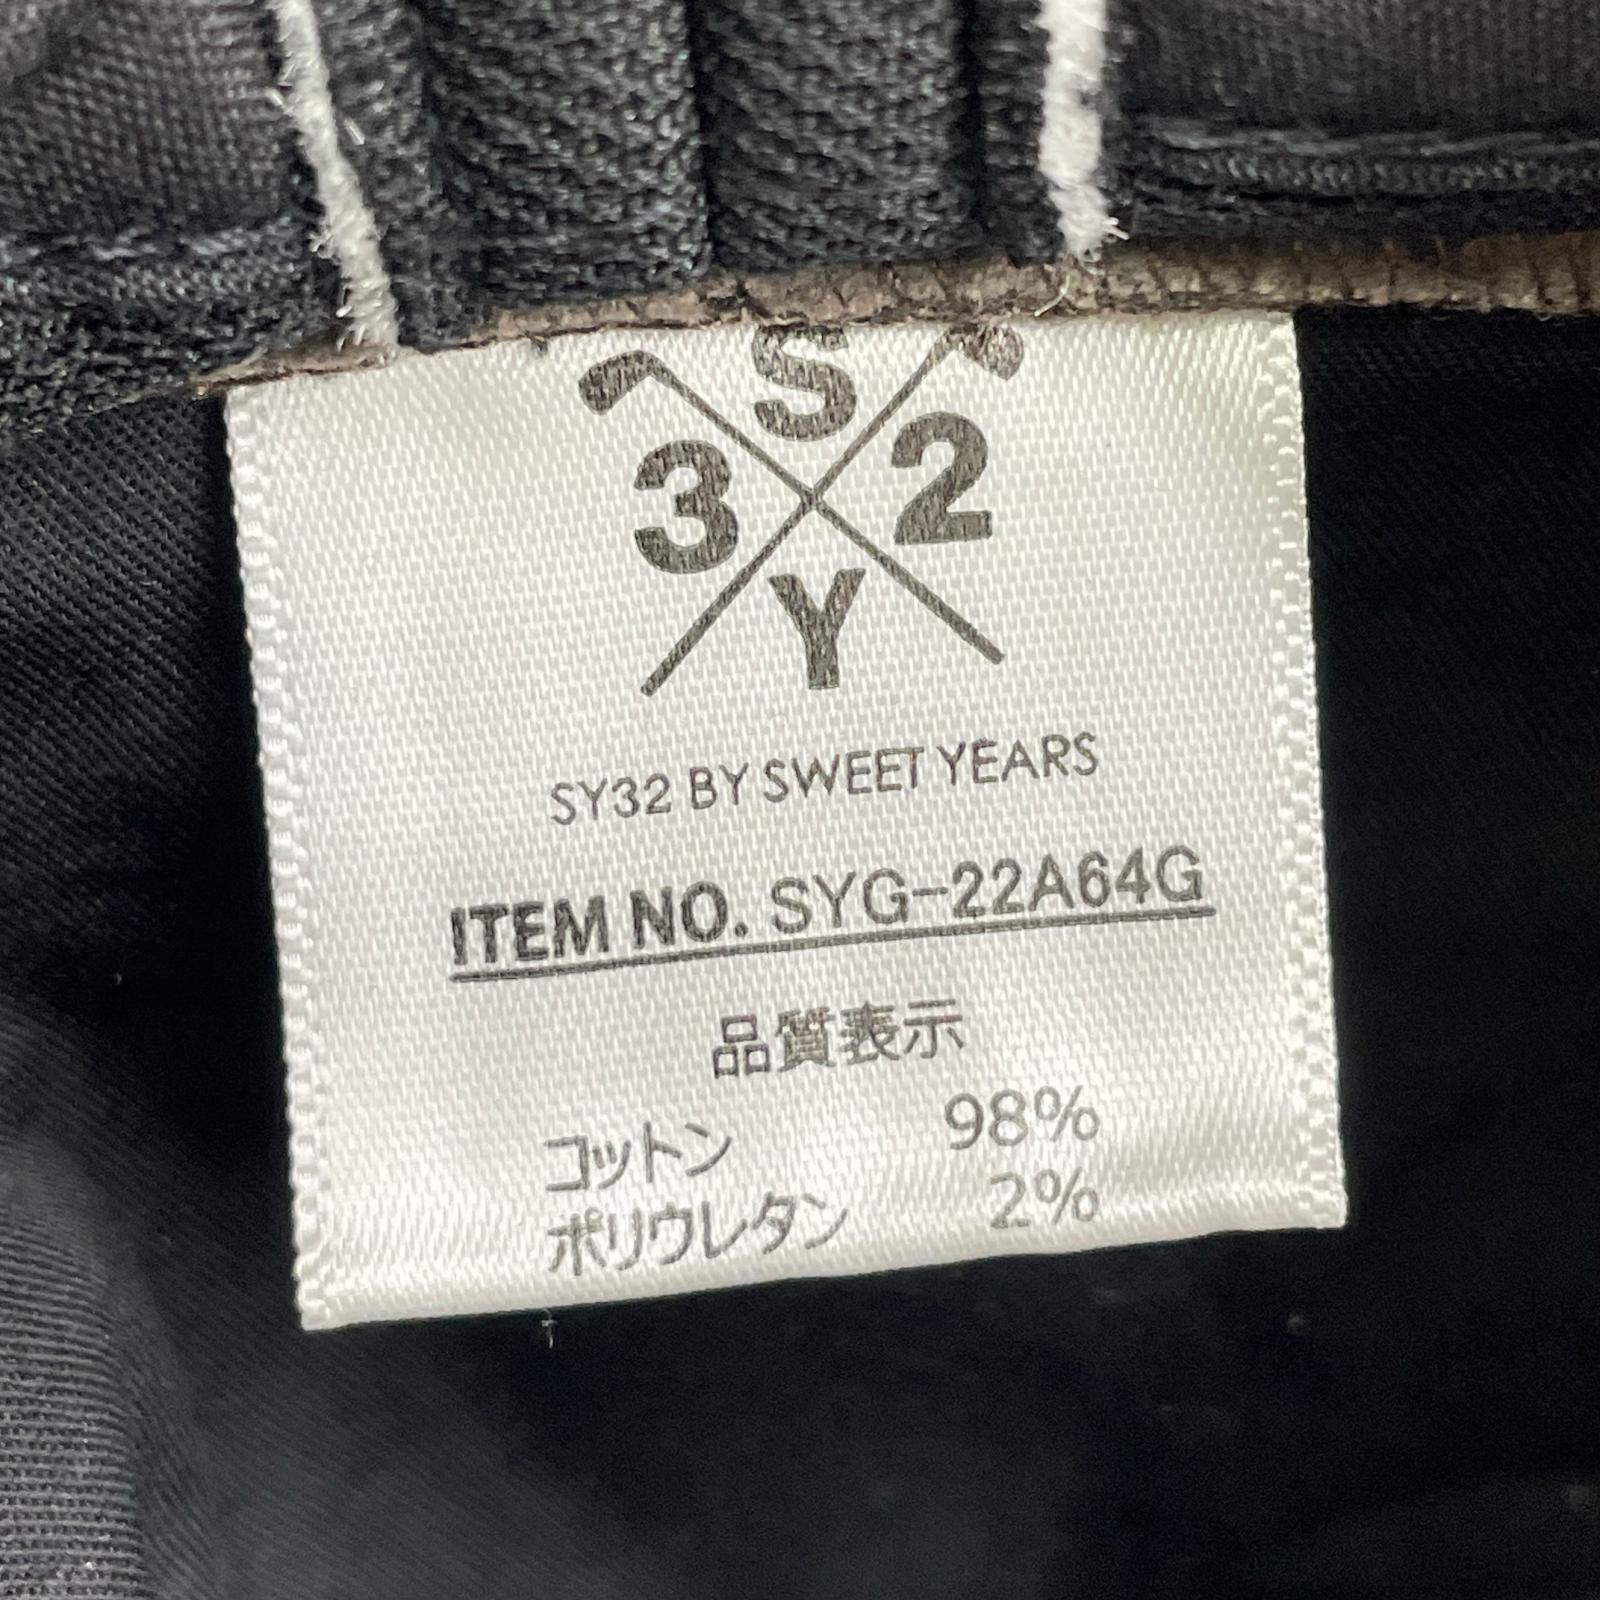 S
3 2
Y
SY32 BY SWEET YEARS
ITEM NO. SYG-22A64G
品質表示
コットン 98%
ポリウレタン 2%